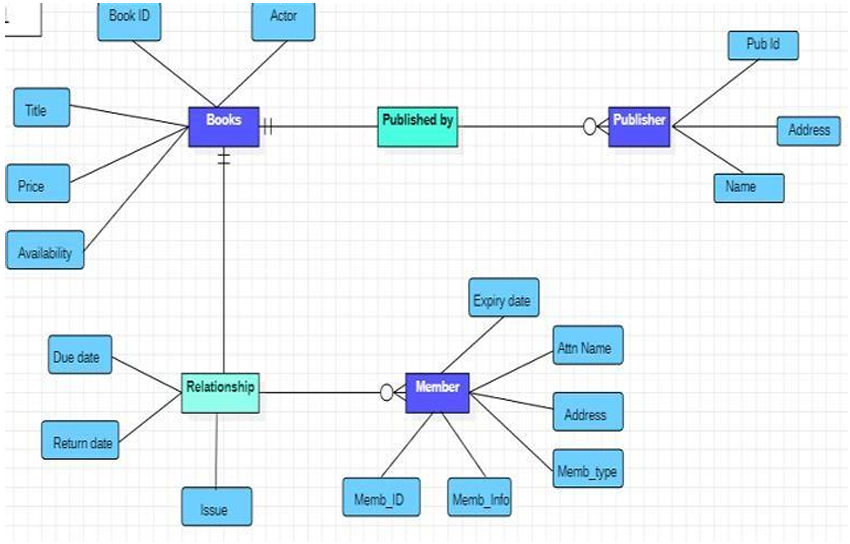 Book ID
Actor
Pub Id
Title
Books
Published by
Publisher
Address
Price
Name
Availability
Expiry date
Due date
Attn Name
Relationship
Member
Address
Return date
Memb_type
Memb_ID
Memb_Info
Issue